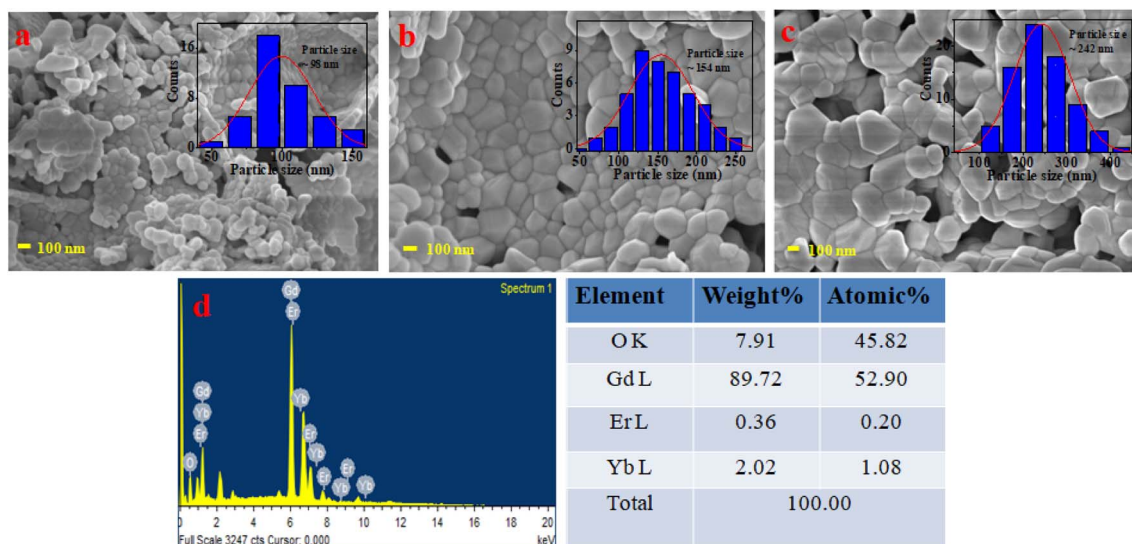 a
Particle size
~ 98 nm
Counts
16
8
0
50 100 150
Particle size (nm)
100 nm
b
Particle size
~ 154 nm
Counts
9
6
3
0
50 100 150 200 250
Particle size (nm)
100 nm
c
Particle size
~ 242 nm
Counts
20
10
0
100 200 300 400
Particle size (nm)
100 nm
d
Spectrum 1
Gd
Er
Gd
Yb
Er
O
Yb
Er
Yb
Er
Er
Yb
Yb
0 2 4 6 8 10 12 14 16 18 20
Full Scale 3247 cts Cursor: 0.000 keV
Element Weight% Atomic%
O K 7.91 45.82
Gd L 89.72 52.90
Er L 0.36 0.20
Yb L 2.02 1.08
Total 100.00